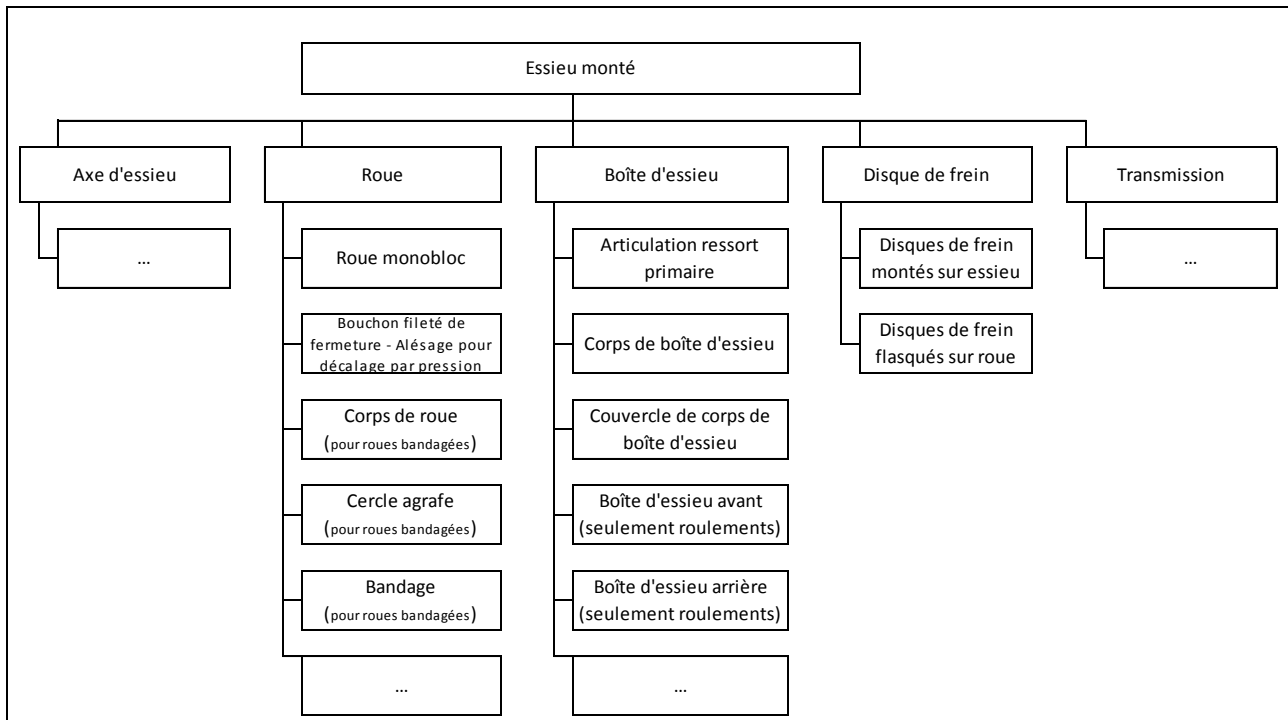 Essieu monté
Axe d'essieu
Roue
Boîte d'essieu
Disque de frein
Transmission
...
Roue monobloc
Articulation ressort
primaire
Disques de frein
montés sur essieu
...
Bouchon fileté de
fermeture - Alésage pour
décalage par pression
Corps de boîte d'essieu
Disques de frein
flasqués sur roue
Corps de roue
(pour roues bandagées)
Couvercle de corps de
boîte d'essieu
Cercle agrafe
(pour roues bandagées)
Boîte d'essieu avant
(seulement roulements)
Bandage
(pour roues bandagées)
Boîte d'essieu arrière
(seulement roulements)
...
...